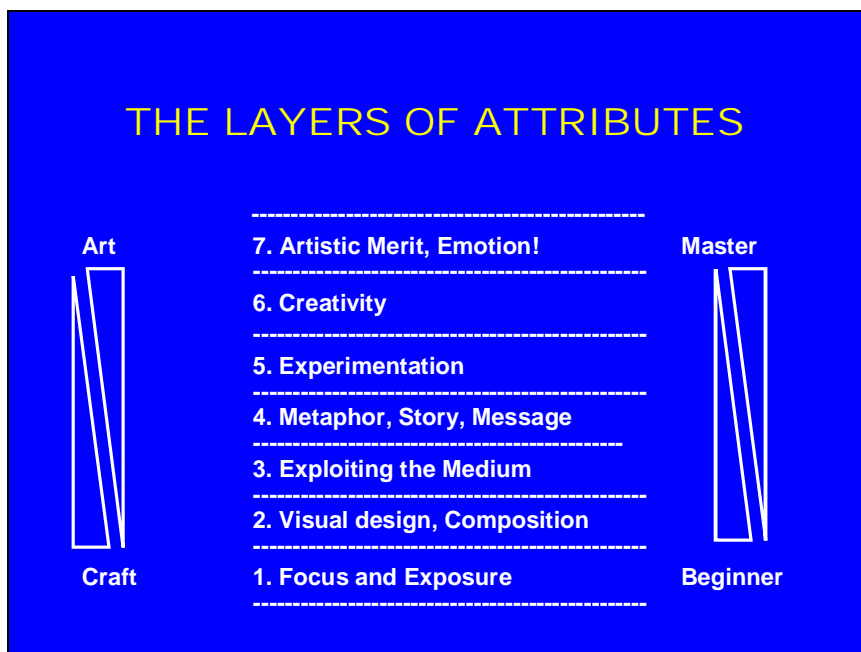 THE LAYERS OF ATTRIBUTES
Art
7. Artistic Merit, Emotion!
Master
6. Creativity
5. Experimentation
4. Metaphor, Story, Message
3. Exploiting the Medium
2. Visual design, Composition
Craft
1. Focus and Exposure
Beginner